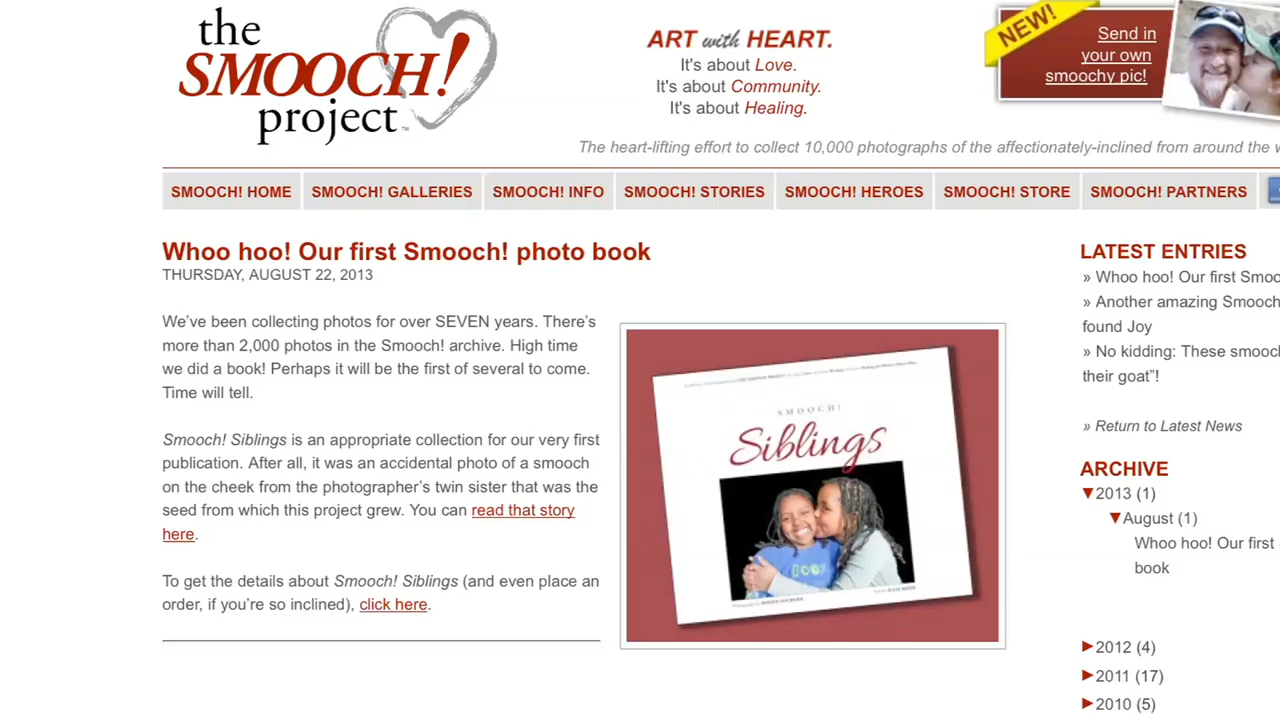 the
SMOOCH!
project™
ART with HEART.
It's about Love.
It's about Community.
It's about Healing.
NEW!
Send in
your own
smoochy pic!
The heart-lifting effort to collect 10,000 photographs of the affectionately-inclined from around the
SMOOCH! HOME
SMOOCH! GALLERIES
SMOOCH! INFO
SMOOCH! STORIES
SMOOCH! HEROES
SMOOCH! STORE
SMOOCH! PARTNERS
Whoo hoo! Our first Smooch! photo book
THURSDAY, AUGUST 22, 2013
We've been collecting photos for over SEVEN years. There's
more than 2,000 photos in the Smooch! archive. High time
we did a book! Perhaps it will be the first of several to come.
Time will tell.
Smooch! Siblings is an appropriate collection for our very first
publication. After all, it was an accidental photo of a smooch
on the cheek from the photographer's twin sister that was the
seed from which this project grew. You can read that story
here.
To get the details about Smooch! Siblings (and even place an
order, if you're so inclined), click here.
SMOOCH!
Siblings
LATEST ENTRIES
» Whoo hoo! Our first Smoo
» Another amazing Smooch
found Joy
» No kidding: These smooch
their goat"!
» Return to Latest News
ARCHIVE
▼2013 (1)
▼August (1)
Whoo hoo! Our first
book
►2012 (4)
►2011 (17)
►2010 (5)